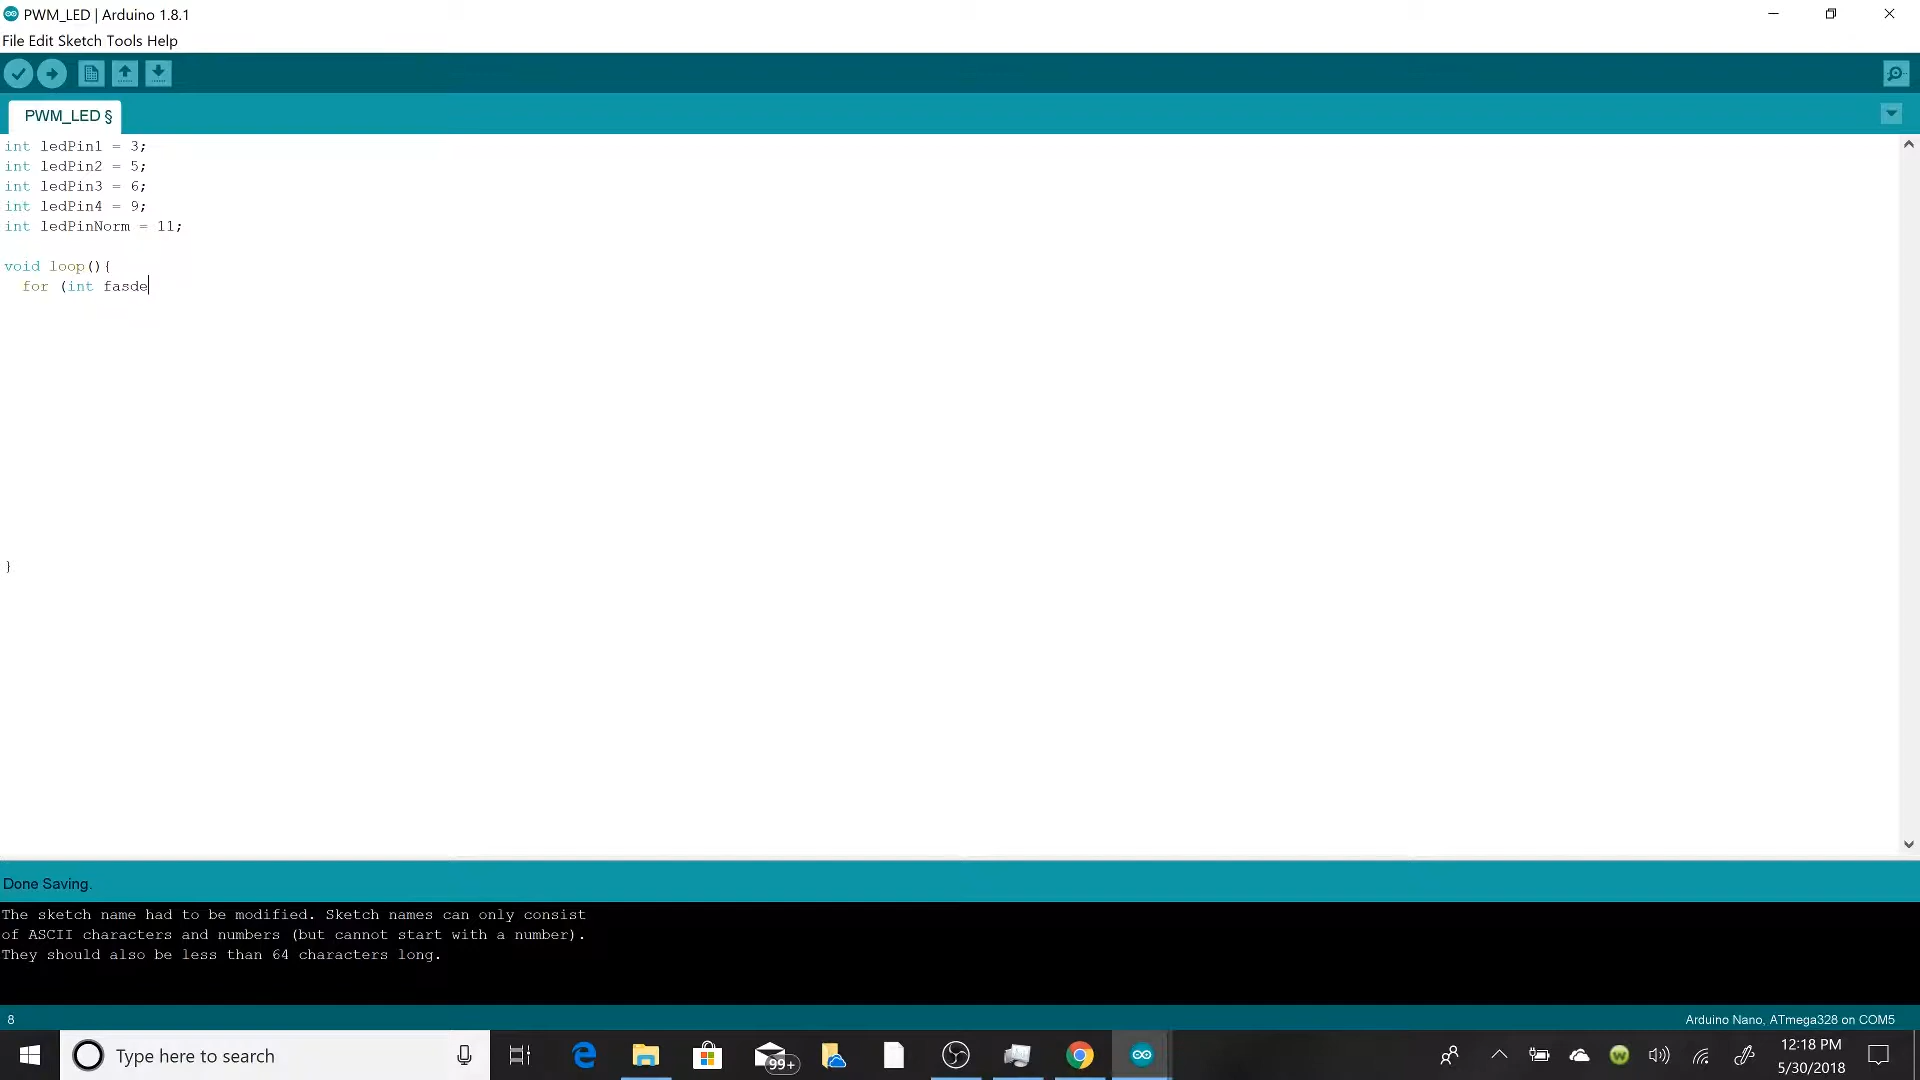 PWM_LED | Arduino 1.8.1
File Edit Sketch Tools Help
PWM_LED §
int ledPin1 = 3;
int ledPin2 = 5;
int ledPin3 = 6;
int ledPin4 = 9;
int ledPinNorm = 11;
void loop(){
for (int fasde
}
Done Saving.
The sketch name had to be modified. Sketch names can only consist
of ASCII characters and numbers (but cannot start with a number).
They should also be less than 64 characters long.
8
Arduino Nano, ATmega328 on COM5
Type here to search
99+
W
12:18 PM
5/30/2018